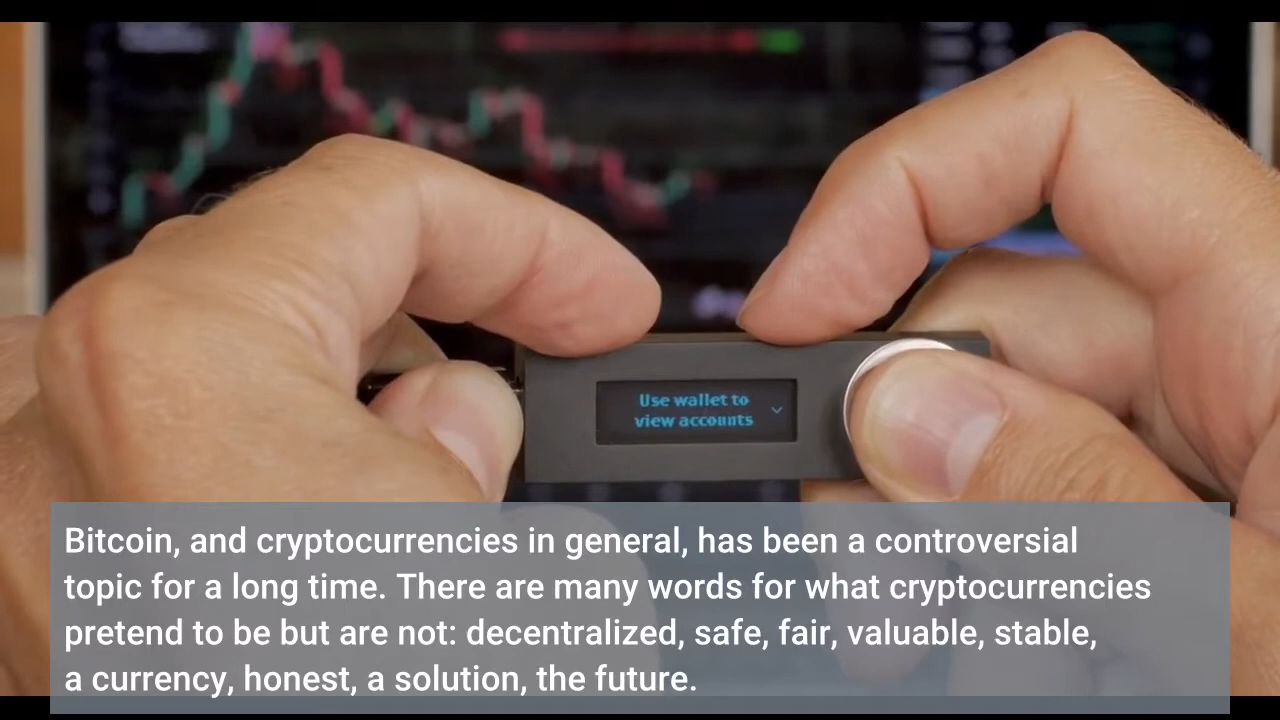 Use wallet to
view accounts
Bitcoin, and cryptocurrencies in general, has been a controversial
topic for a long time. There are many words for what cryptocurrencies
pretend to be but are not: decentralized, safe, fair, valuable, stable,
a currency, honest, a solution, the future.